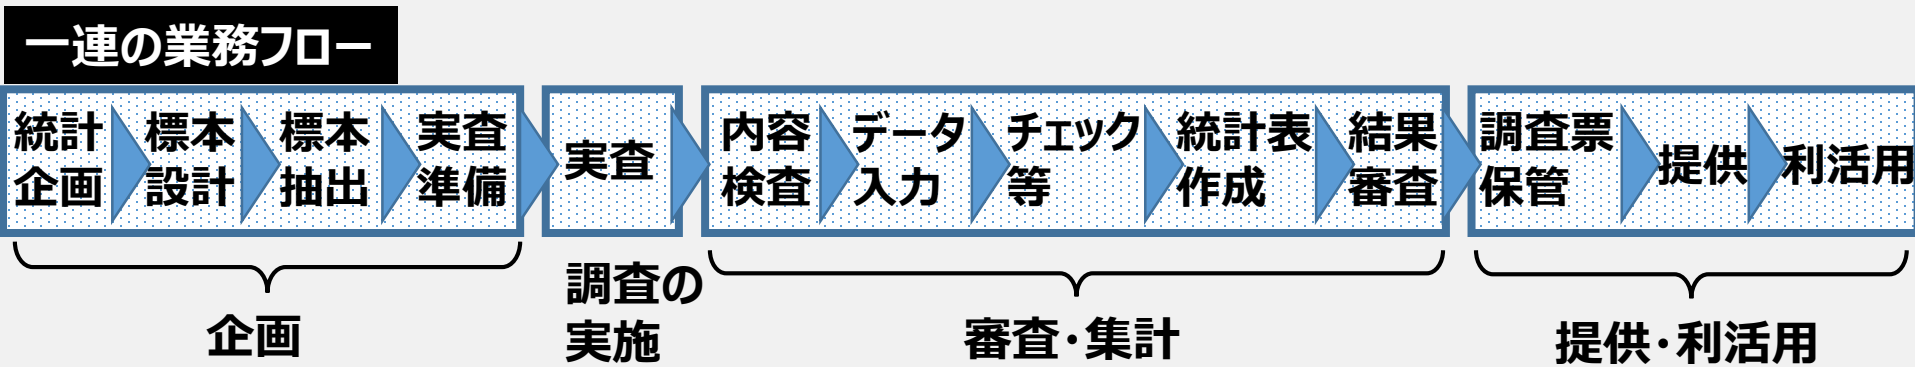 一連の業務フロー
統計
企画
標本
設計
標本
抽出
実査
準備
実査
内容
検査
データ
入力
チェック
等
統計表
作成
結果
審査
調査票
保管
提供
利活用
企画
調査の
実施
審査・集計
提供・利活用